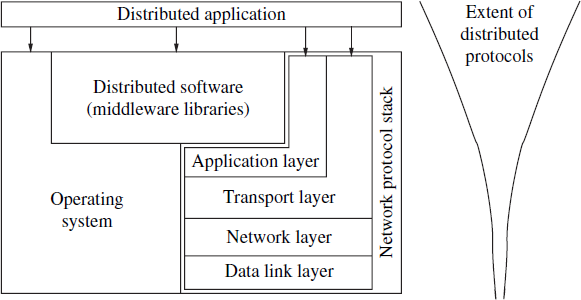 Distributed application
Extent of
distributed
protocols
Distributed software
(middleware libraries)
Network protocol stack
Application layer
Operating
system
Transport layer
Network layer
Data link layer